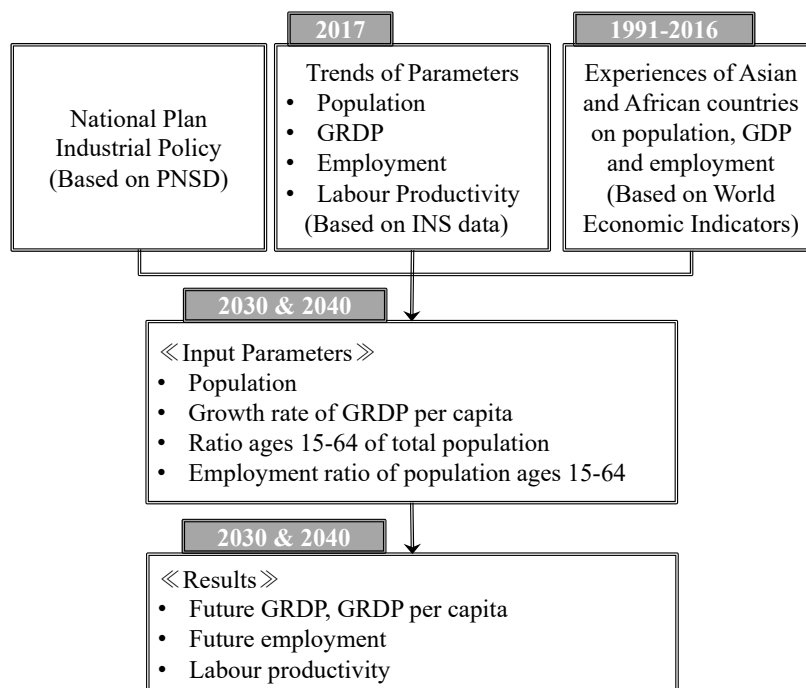 National Plan
Industrial Policy
(Based on PNSD)
2017
Trends of Parameters
• Population
• GRDP
• Employment
• Labour Productivity
(Based on INS data)
1991-2016
Experiences of Asian
and African countries
on population, GDP
and employment
(Based on World
Economic Indicators)
2030 & 2040
≪Input Parameters≫
• Population
• Growth rate of GRDP per capita
• Ratio ages 15-64 of total population
• Employment ratio of population ages 15-64
2030 & 2040
≪Results≫
• Future GRDP, GRDP per capita
• Future employment
• Labour productivity